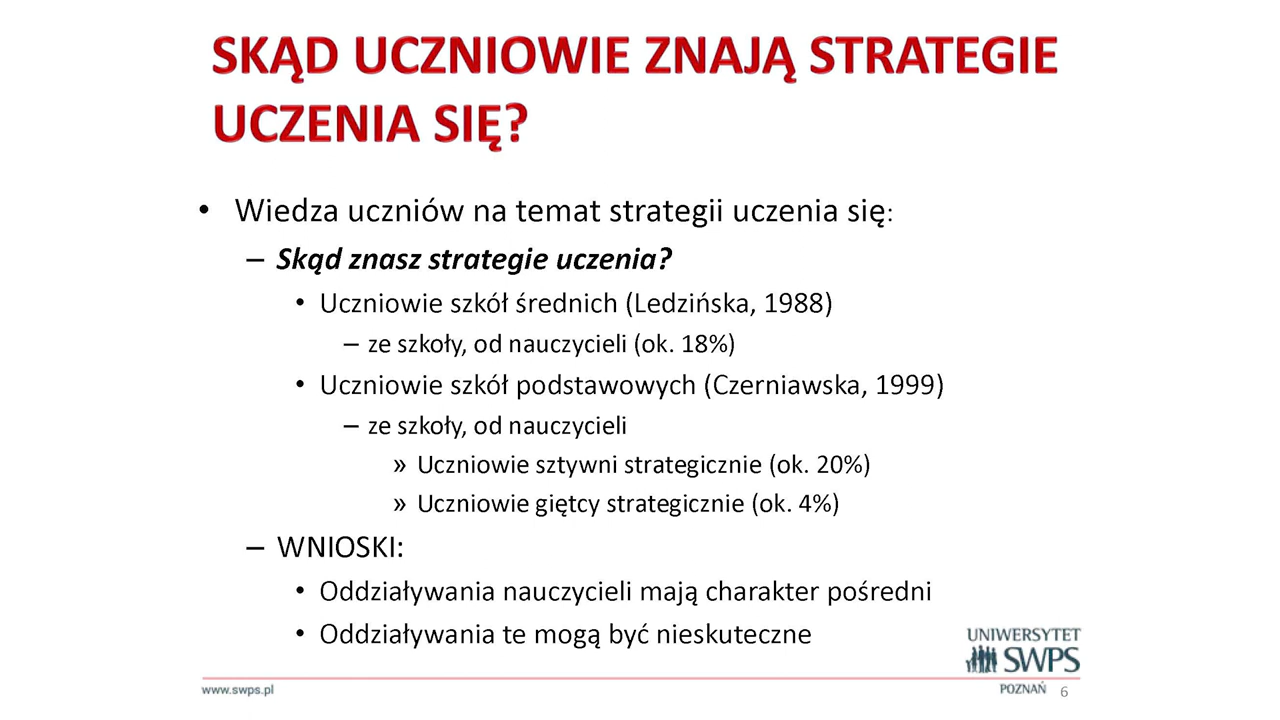 SKĄD UCZNIOWIE ZNAJĄ STRATEGIE
UCZENIA SIĘ?
• Wiedza uczniów na temat strategii uczenia się:
– Skąd znasz strategie uczenia?
• Uczniowie szkół średnich (Ledzińska, 1988)
– ze szkoły, od nauczycieli (ok. 18%)
• Uczniowie szkół podstawowych (Czerniawska, 1999)
– ze szkoły, od nauczycieli
» Uczniowie sztywni strategicznie (ok. 20%)
» Uczniowie giętcy strategicznie (ok. 4%)
– WNIOSKI:
• Oddziaływania nauczycieli mają charakter pośredni
• Oddziaływania te mogą być nieskuteczne
UNIWERSYTET
SWPS
www.swps.pl
POZNAŃ 6